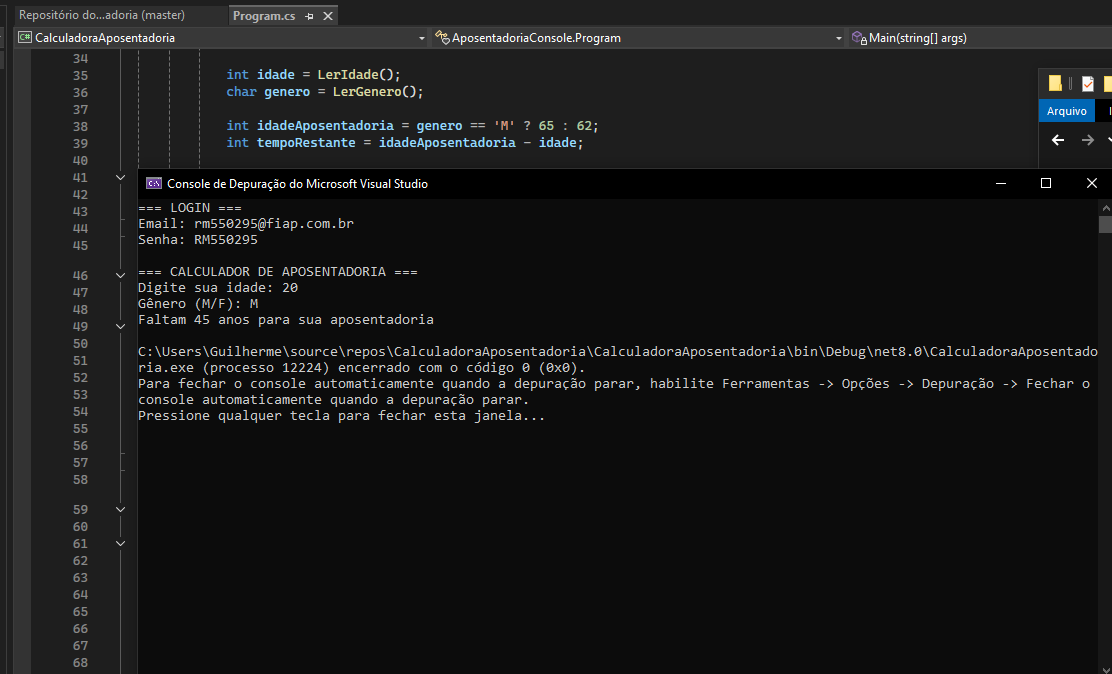 Repositório do...adoria (master)
Program.cs
C# CalculadoraAposentadoria
AposentadoriaConsole.Program
Main(string[] args)
34
35 int idade = LerIdade();
36 char genero = LerGenero();
37
38 int idadeAposentadoria = genero == 'M' ? 65 : 62;
39 int tempoRestante = idadeAposentadoria - idade;
40
Arquivo
41
42
43
44
45
46
47
48
49
50
51
52
53
54
55
56
57
58
59
60
61
62
63
64
65
66
67
68
Console de Depuração do Microsoft Visual Studio
=== LOGIN ===
Email: rm550295@fiap.com.br
Senha: RM550295
=== CALCULADOR DE APOSENTADORIA ===
Digite sua idade: 20
Gênero (M/F): M
Faltam 45 anos para sua aposentadoria
C:\Users\Guilherme\source\repos\CalculadoraAposentadoria\CalculadoraAposentadoria\bin\Debug\net8.0\CalculadoraAposentado
ria.exe (processo 12224) encerrado com o código 0 (0x0).
Para fechar o console automaticamente quando a depuração parar, habilite Ferramentas -> Opções -> Depuração -> Fechar o
console automaticamente quando a depuração parar.
Pressione qualquer tecla para fechar esta janela...